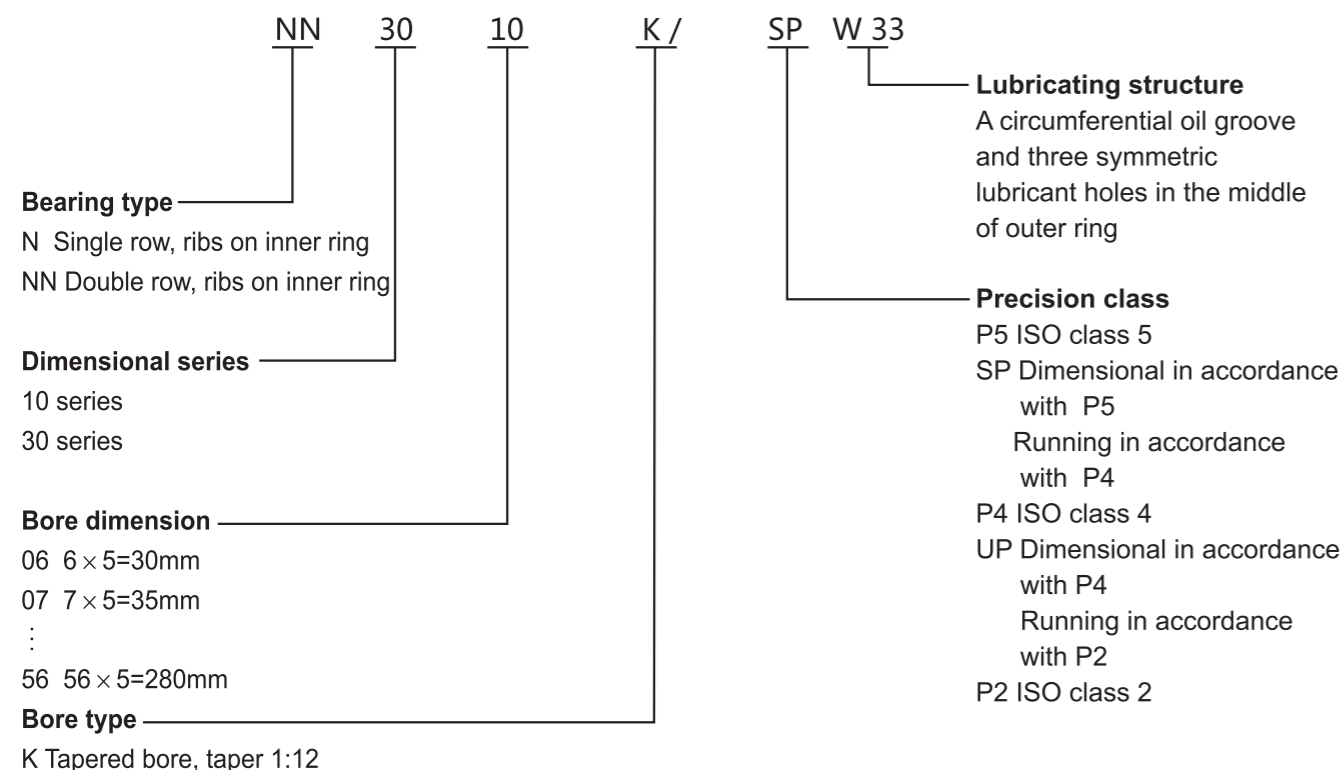 NN 30 10 K / SP W 33
Bearing type
N Single row, ribs on inner ring
NN Double row, ribs on inner ring
Dimensional series
10 series
30 series
Bore dimension
06 6 × 5=30mm
07 7 × 5=35mm
⋮
56 56 × 5=280mm
Bore type
K Tapered bore, taper 1:12
Lubricating structure
A circumferential oil groove
and three symmetric
lubricant holes in the middle
of outer ring
Precision class
P5 ISO class 5
SP Dimensional in accordance
with P5
Running in accordance
with P4
P4 ISO class 4
UP Dimensional in accordance
with P4
Running in accordance
with P2
P2 ISO class 2